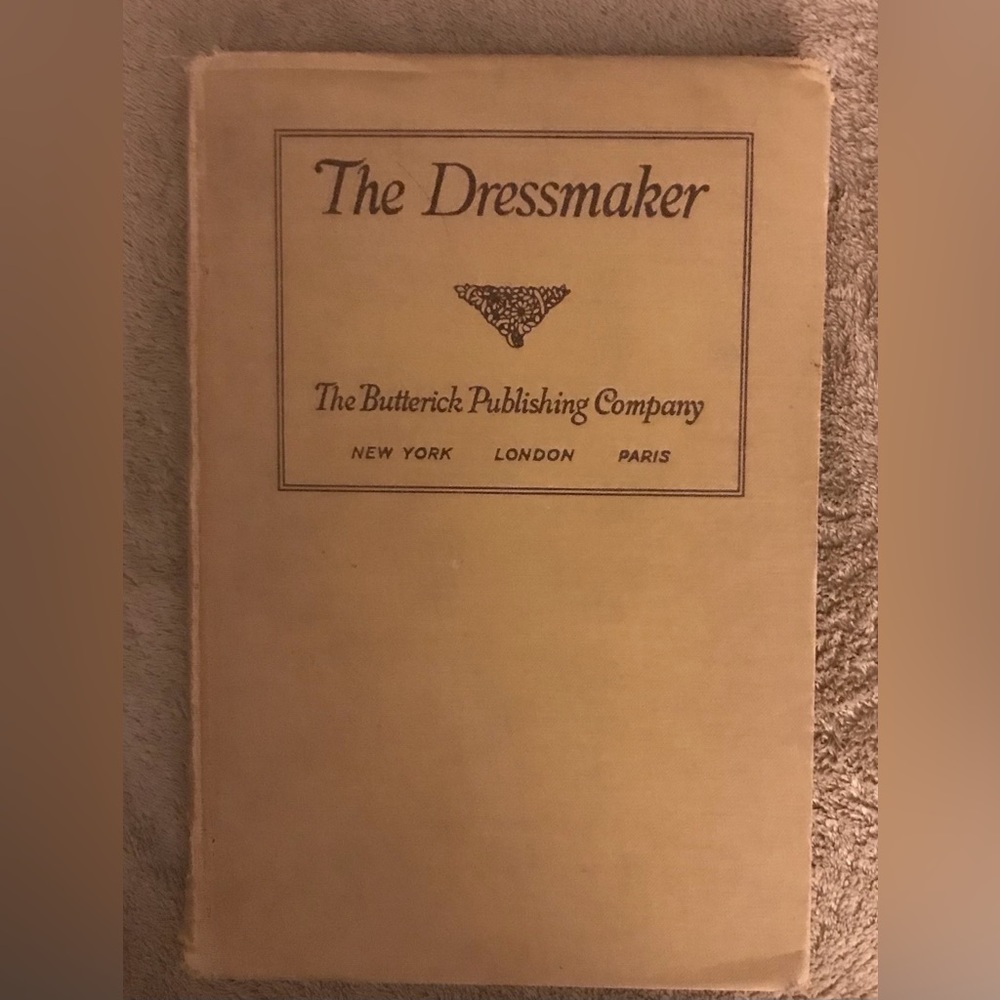 The Dressmaker
The Butterick Publishing Company
NEW YORK LONDON PARIS